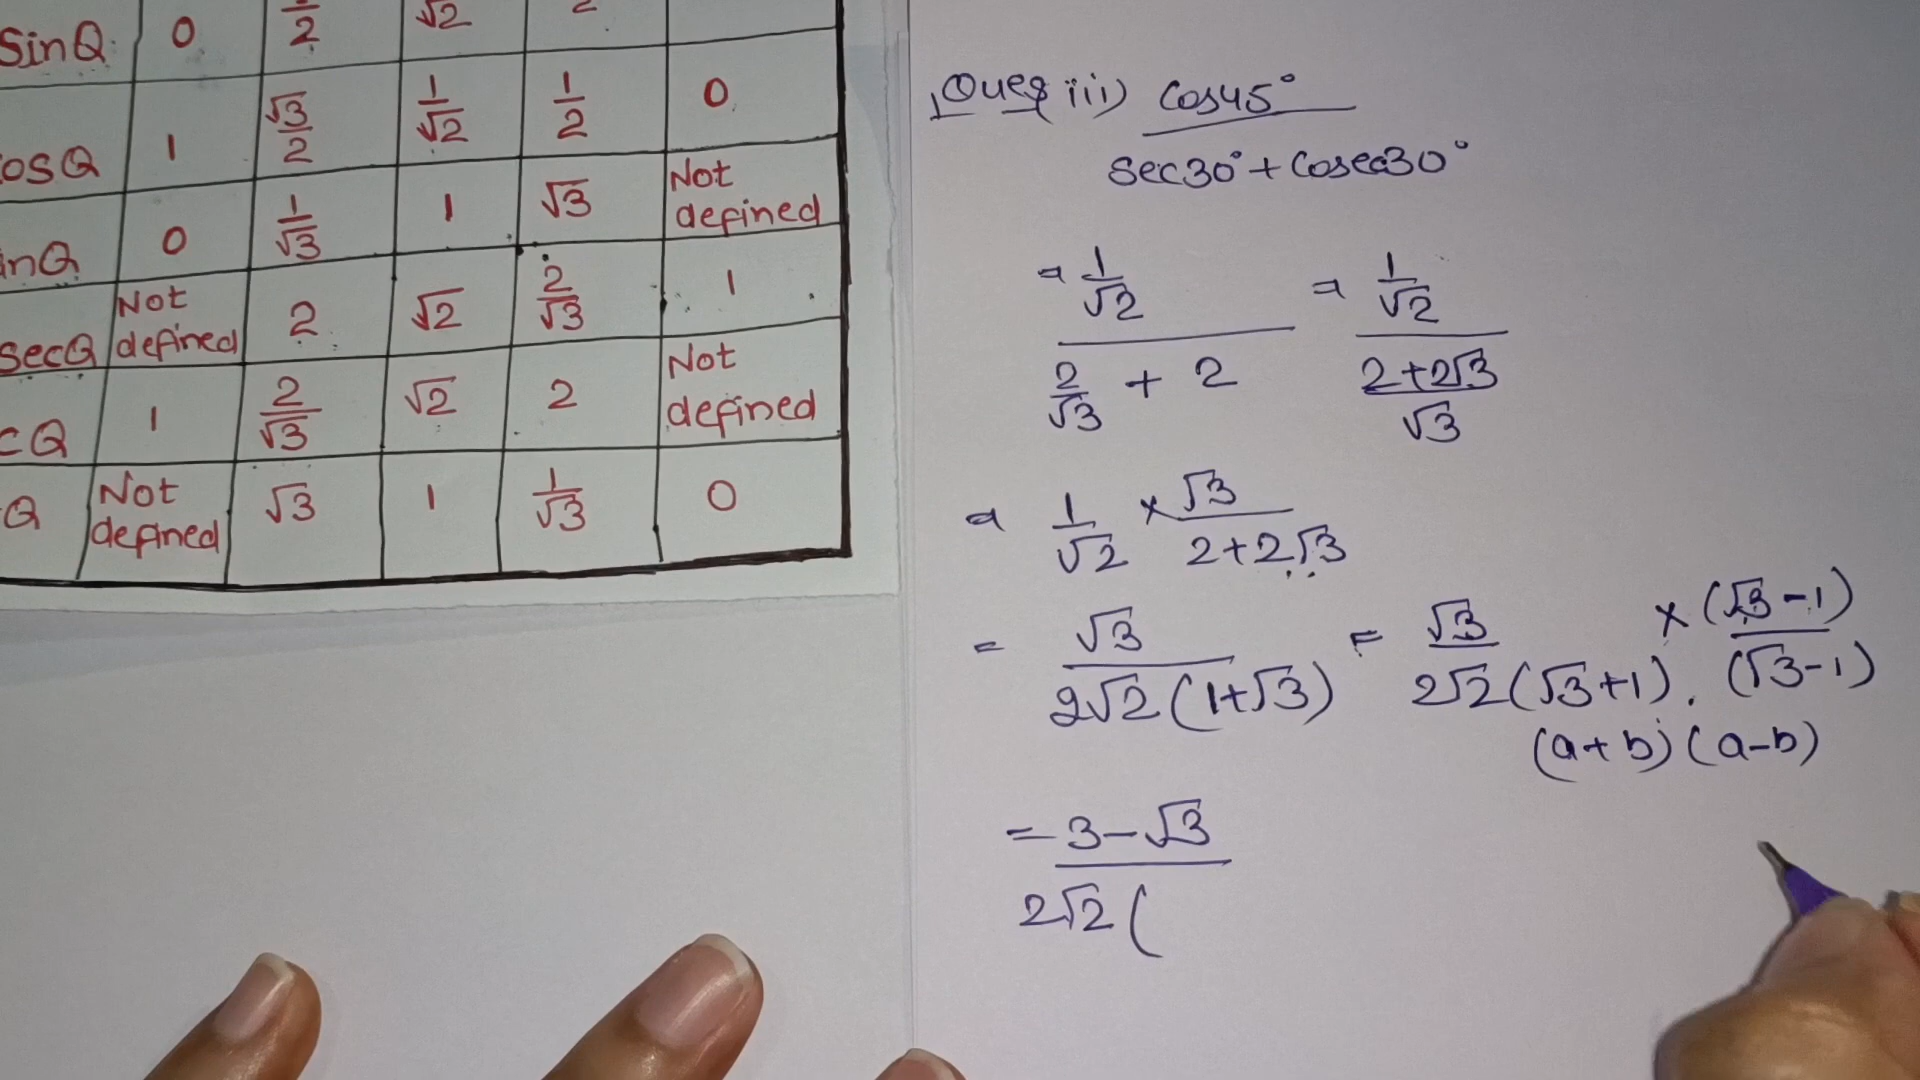 SinQ 0 1/2 1/√2
osQ 1 √3/2 1/√2 1/2 0
inQ 0 1/√3 1 √3 Not defined
secQ Not defined 2 √2 2/√3 1
cQ 1 2/√3 √2 2 Not defined
Q Not defined √3 1 1/√3 0
Ques iii) cos45°
sec30° + cosec30°
= 1/√2 = 1/√2
2/√3 + 2 2+2√3
√3
= 1/√2 × √3
2+2√3
= √3 = √3 × (√3-1)
2√2(1+√3) 2√2(√3+1). (√3-1)
(a+b)(a-b)
= 3-√3
2√2(